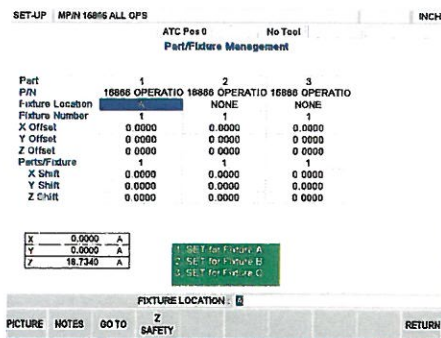 SET-UP MP/N 16866 ALL OPS INCH
ATC Pos 0 No Tool
Part/Fixture Management
Part 1 2 3
P/N 16866 OPERATIO 16866 OPERATIO 16866 OPERATIO
Fixture Location A NONE NONE
Fixture Number 1 1 1
X Offset 0.0000 0.0000 0.0000
Y Offset 0.0000 0.0000 0.0000
Z Offset 0.0000 0.0000 0.0000
Parts/Fixture 1 1 1
X Shift 0.0000 0.0000 0.0000
Y Shift 0.0000 0.0000 0.0000
Z Shift 0.0000 0.0000 0.0000
X 0.0000 A
Y 0.0000 A
Z 18.7340 A
1. SET for Fixture A
2. SET for Fixture B
3. SET for Fixture C
FIXTURE LOCATION : A
PICTURE NOTES GO TO Z SAFETY RETURN